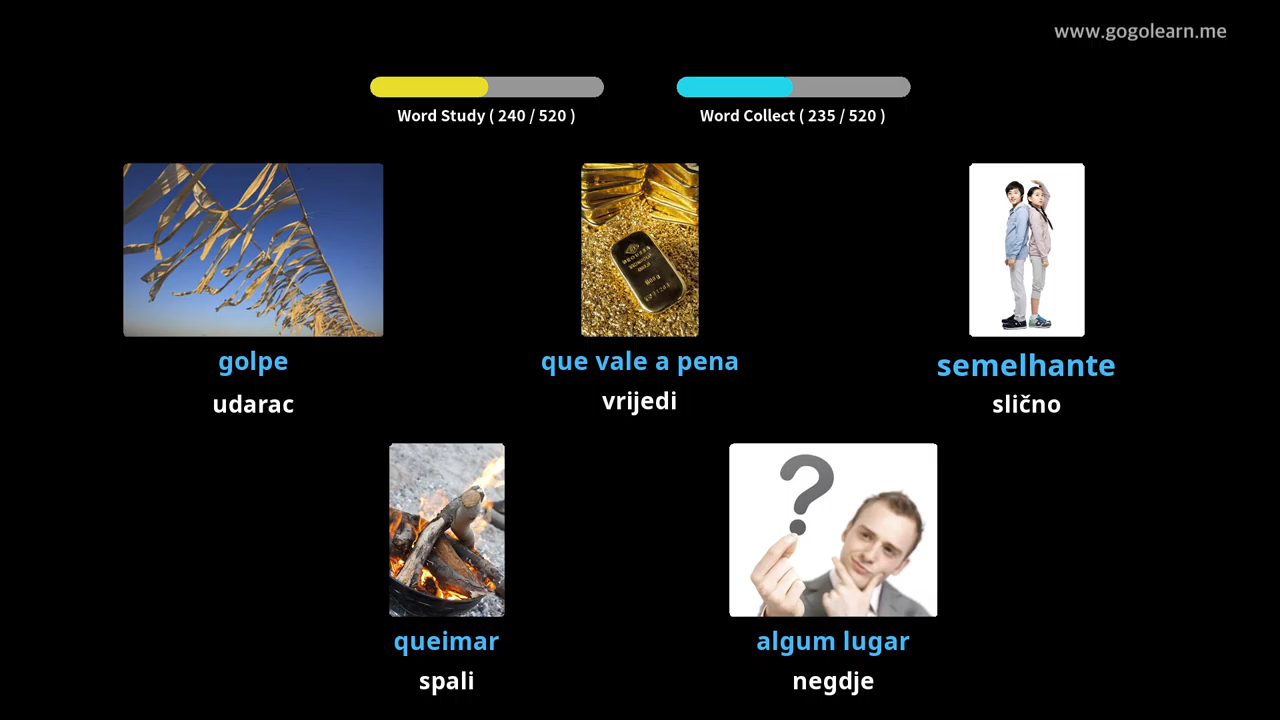 www.gogolearn.me
Word Study ( 240 / 520 )
Word Collect ( 235 / 520 )
golpe
udarac
que vale a pena
vrijedi
semelhante
slično
?
queimar
spali
algum lugar
negdje